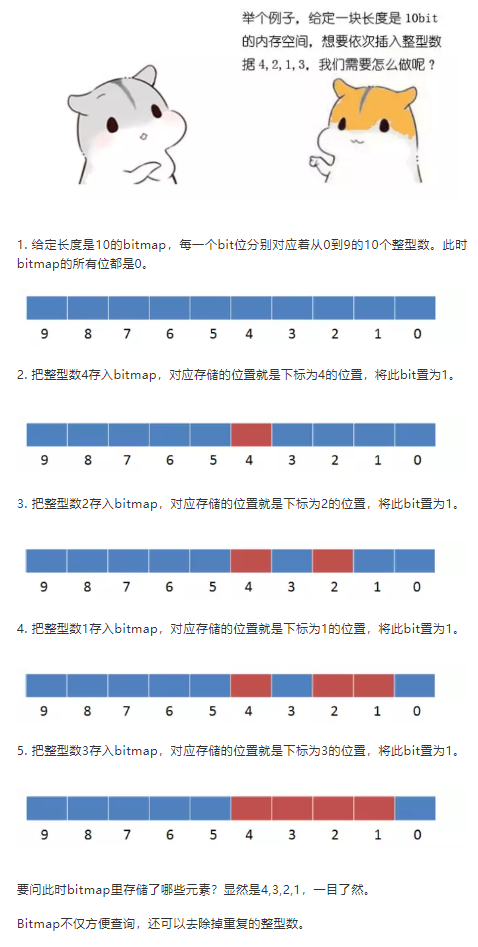 举个例子，给定一块长度是 10bit
的内存空间，想要依次插入整型数
据 4,2,1,3，我们需要怎么做呢？
1. 给定长度是10的bitmap，每一个bit位分别对应着从0到9的10个整型数。此时
bitmap的所有位都是0。
9 8 7 6 5 4 3 2 1 0
2. 把整型数4存入bitmap，对应存储的位置就是下标为4的位置，将此bit置为1。
9 8 7 6 5 4 3 2 1 0
3. 把整型数2存入bitmap，对应存储的位置就是下标为2的位置，将此bit置为1。
9 8 7 6 5 4 3 2 1 0
4. 把整型数1存入bitmap，对应存储的位置就是下标为1的位置，将此bit置为1。
9 8 7 6 5 4 3 2 1 0
5. 把整型数3存入bitmap，对应存储的位置就是下标为3的位置，将此bit置为1。
9 8 7 6 5 4 3 2 1 0
要问此时bitmap里存储了哪些元素？显然是4,3,2,1，一目了然。
Bitmap不仅方便查询，还可以去除掉重复的整型数。